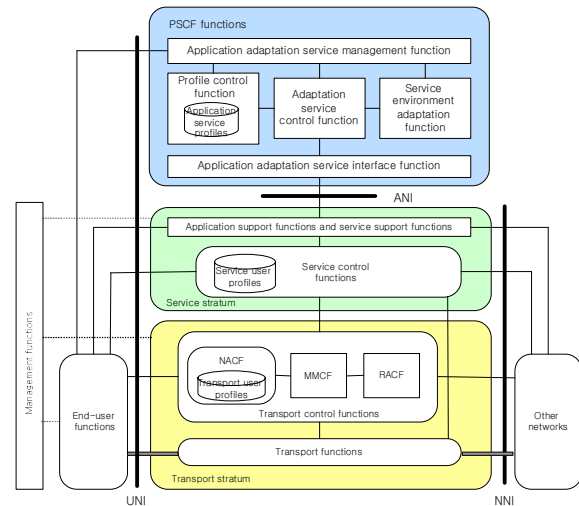 PSCF functions
Application adaptation service management function
Profile control
function
Application
service
profiles
Adaptation
service
control function
Service
environment
adaptation
function
Application adaptation service interface function
ANI
Application support functions and service support functions
Service user
profiles
Service control
functions
Service stratum
Management functions
NACF
Transport user
profiles
MMCF
RACF
Transport control functions
End-user
functions
Other
networks
Transport functions
Transport stratum
UNI
NNI